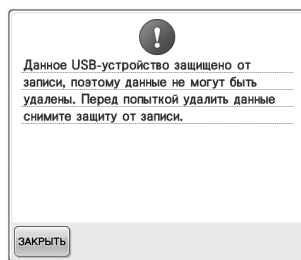 Данное USB-устройство защищено от
записи, поэтому данные не могут быть
удалены. Перед попыткой удалить данные
снимите защиту от записи.
ЗАКРЫТЬ